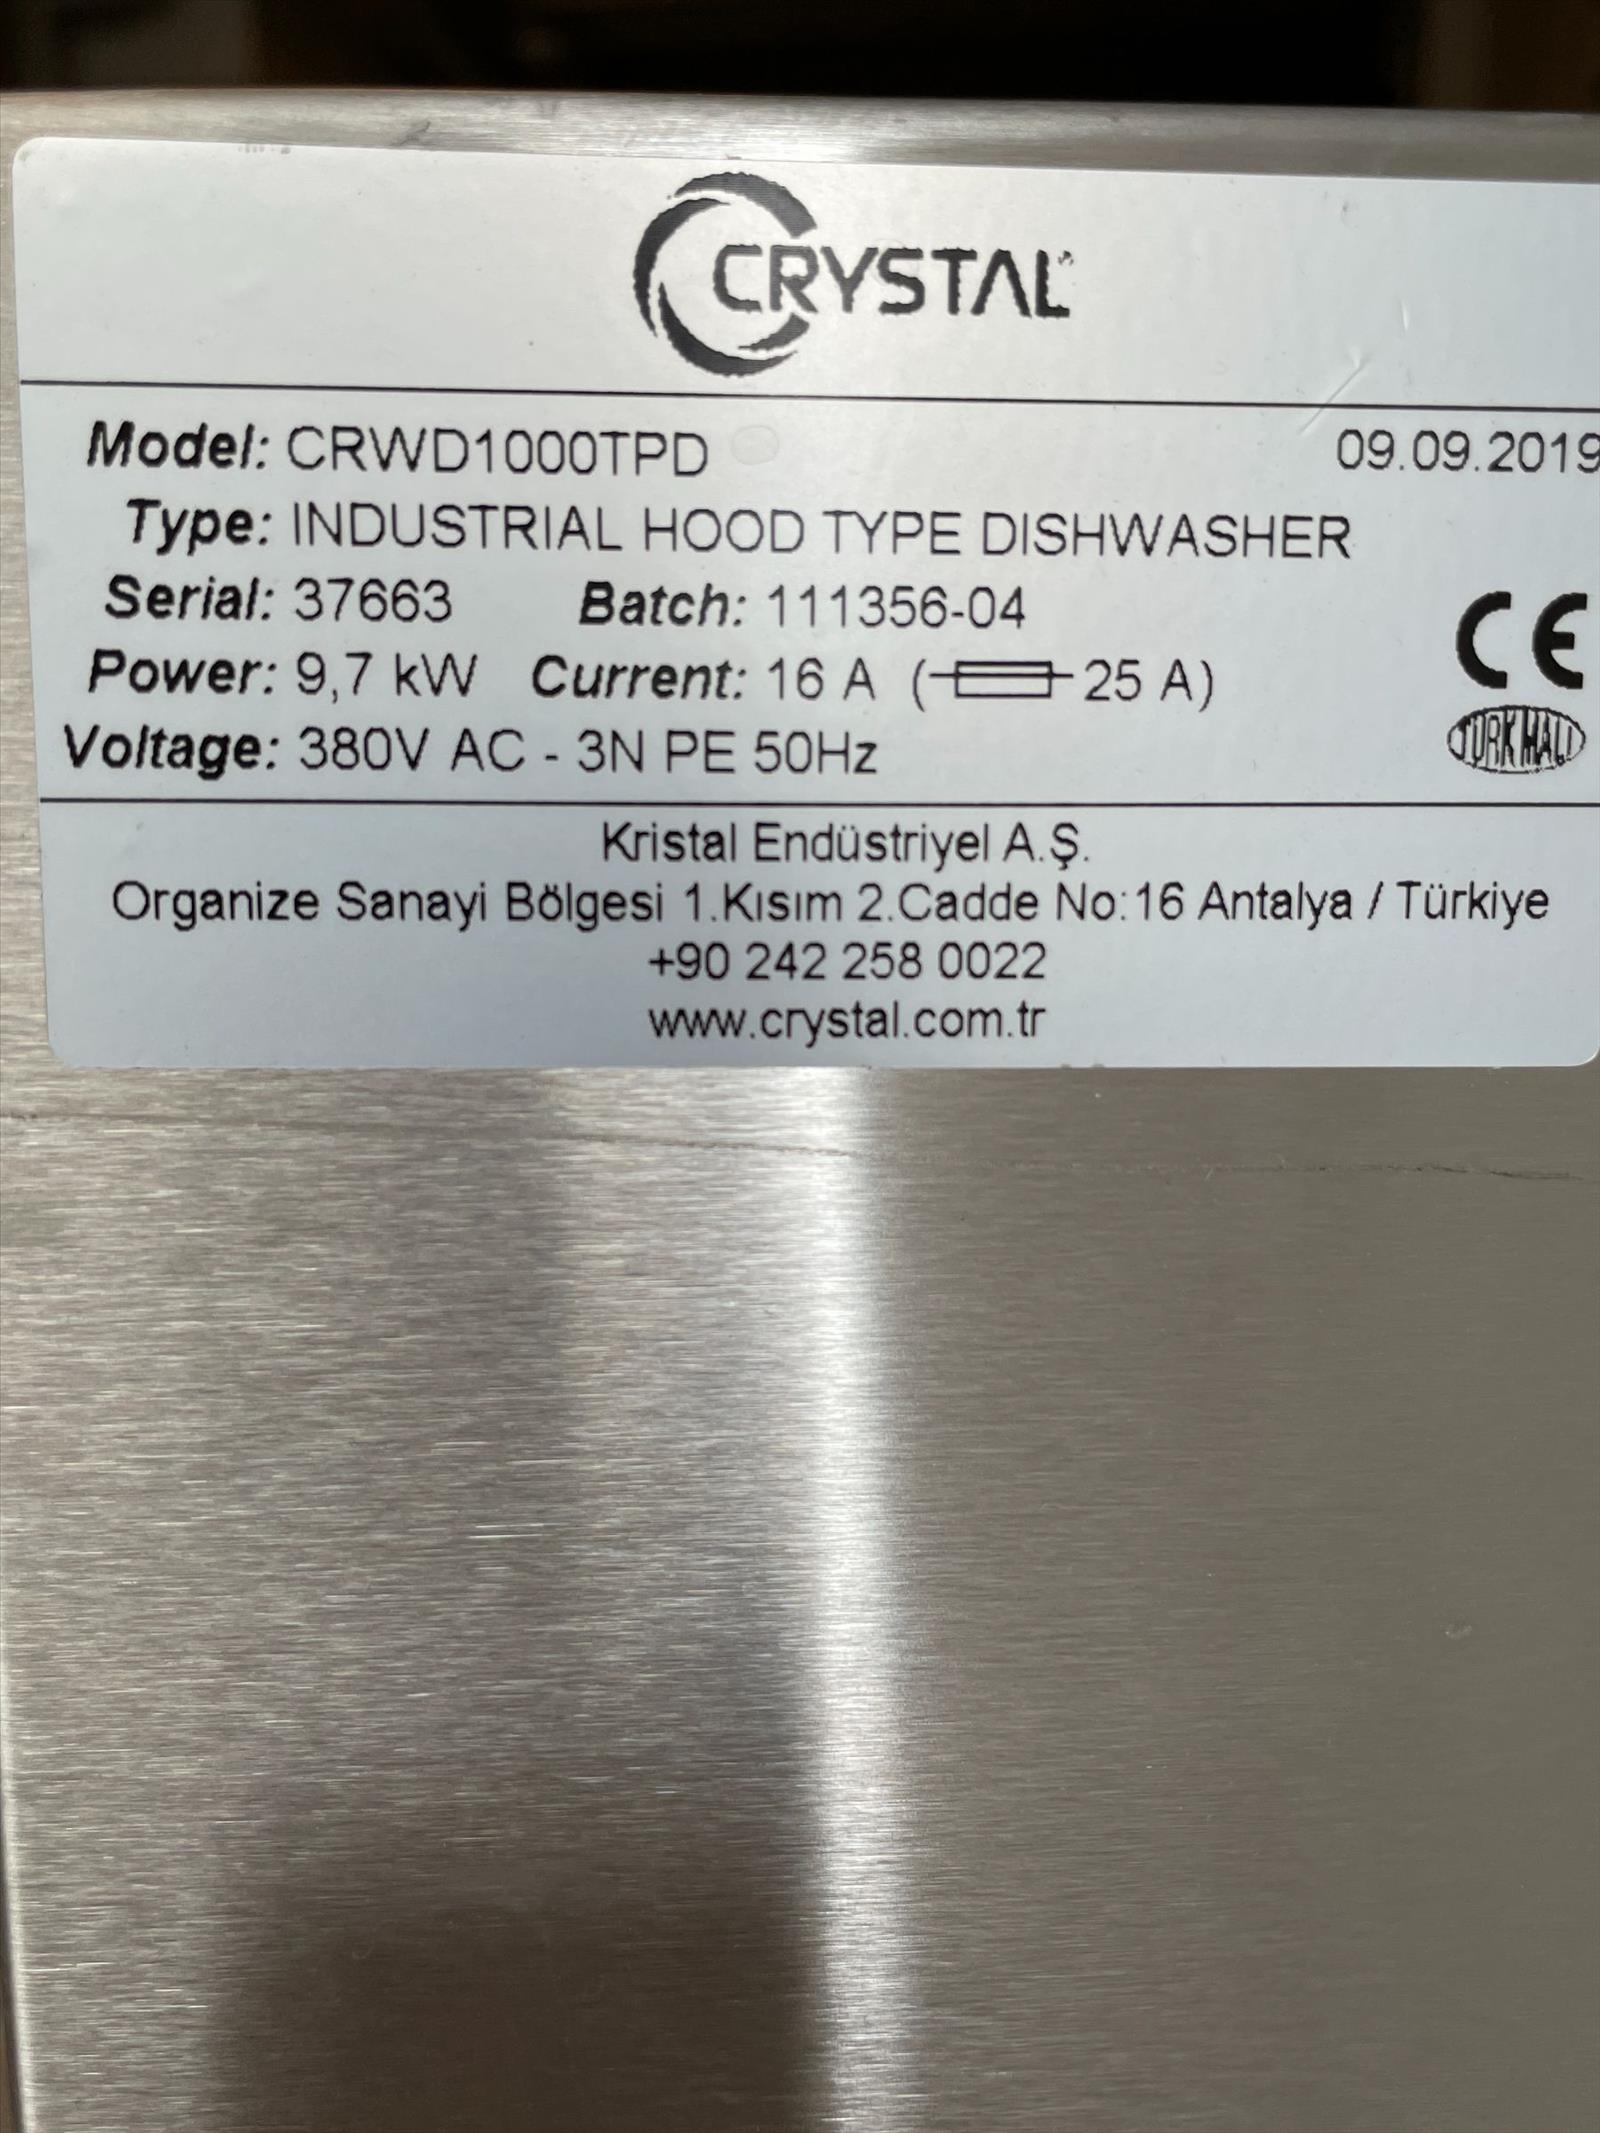 CRYSTAL
Model: CRWD1000TPD 09.09.2019
Type: INDUSTRIAL HOOD TYPE DISHWASHER
Serial: 37663 Batch: 111356-04
Power: 9,7 kW Current: 16 A ( 25 A)
Voltage: 380V AC - 3N PE 50Hz
CE
TÜRK MALI
Kristal Endüstriyel A.Ş.
Organize Sanayi Bölgesi 1.Kısım 2.Cadde No:16 Antalya / Türkiye
+90 242 258 0022
www.crystal.com.tr